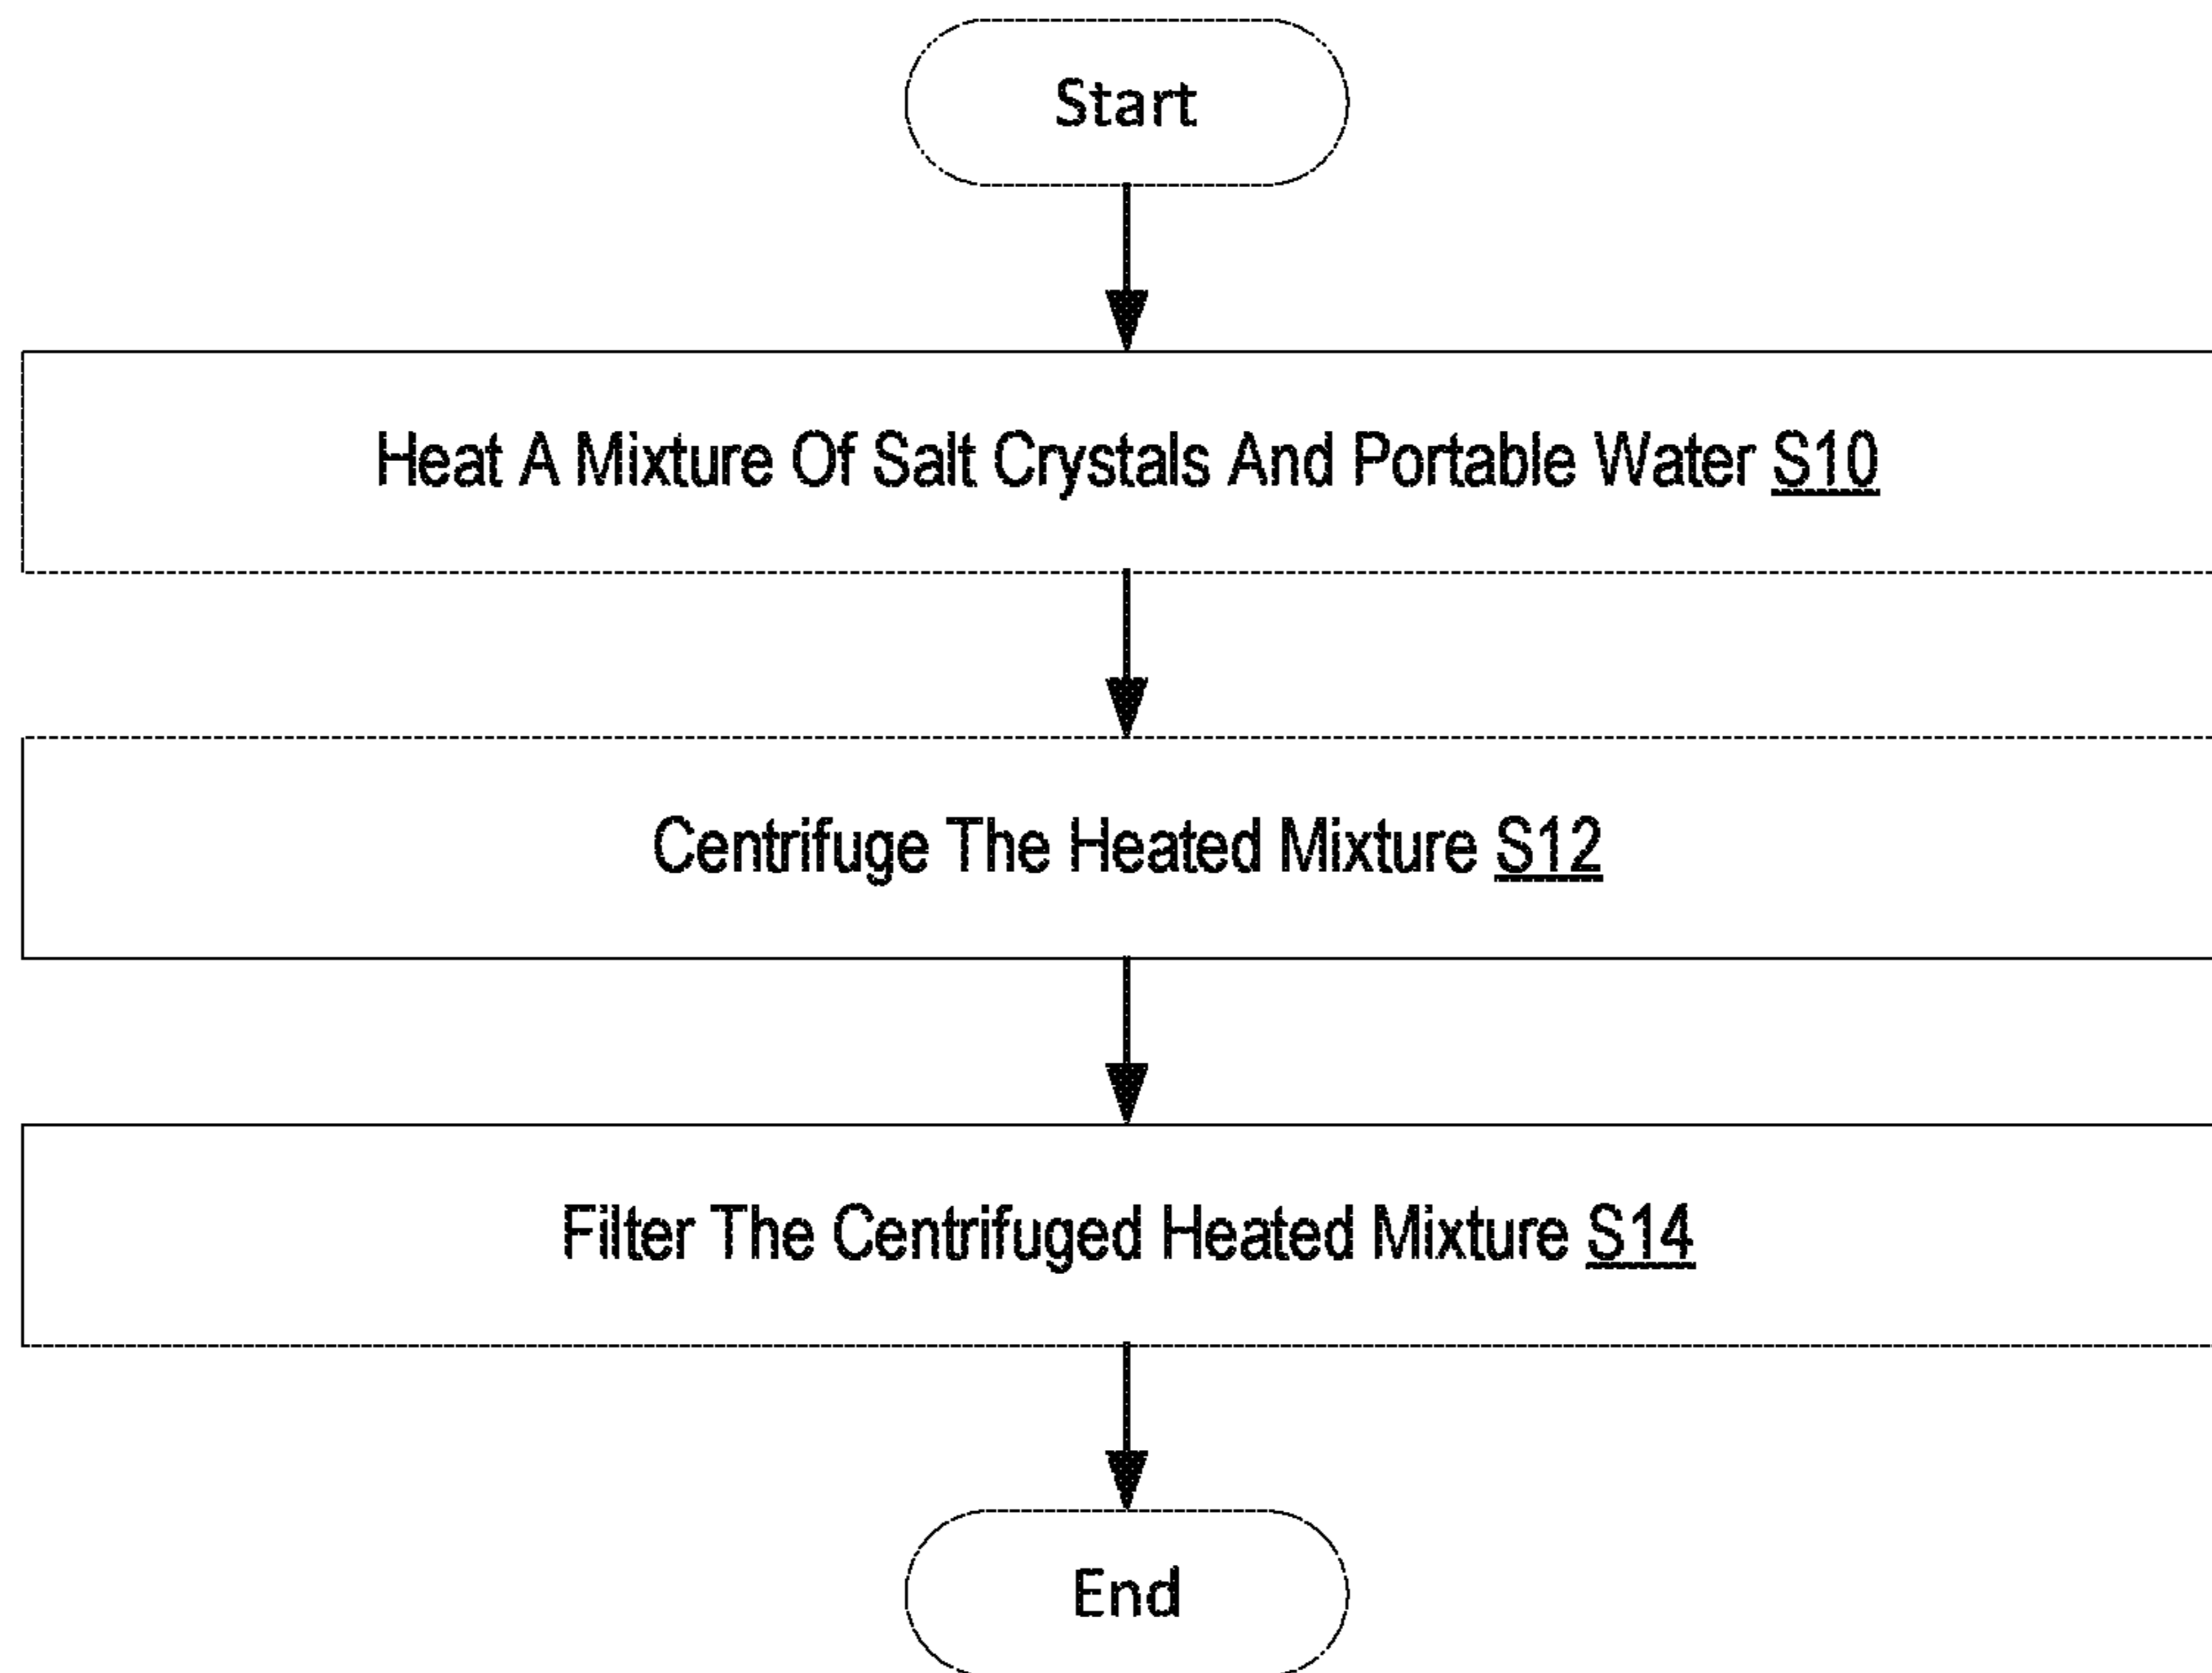 Start
Heat A Mixture Of Salt Crystals And Portable Water S10
Centrifuge The Heated Mixture S12
Filter The Centrifuged Heated Mixture S14
End